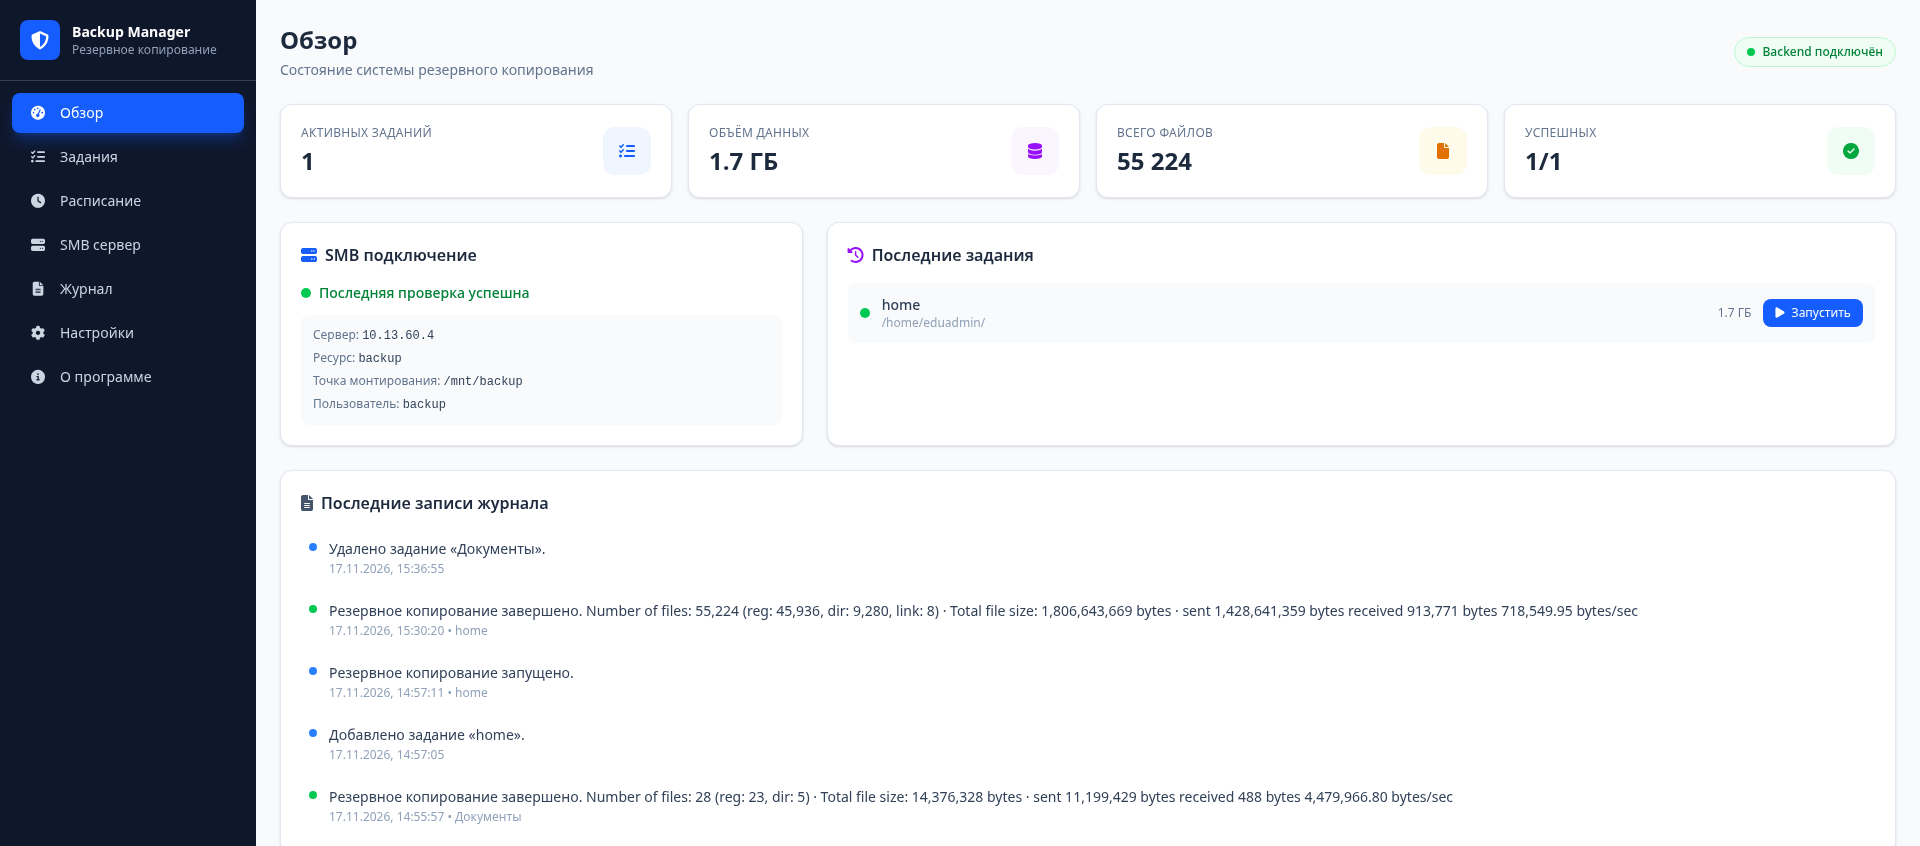 Backup Manager
Резервное копирование
Обзор
Задания
Расписание
SMB сервер
Журнал
Настройки
О программе
Обзор
Состояние системы резервного копирования
Backend подключён
АКТИВНЫХ ЗАДАНИЙ
1
ОБЪЁМ ДАННЫХ
1.7 ГБ
ВСЕГО ФАЙЛОВ
55 224
УСПЕШНЫХ
1/1
SMB подключение
Последняя проверка успешна
Сервер: 10.13.60.4
Ресурс: backup
Точка монтирования: /mnt/backup
Пользователь: backup
Последние задания
home
/home/eduadmin/
1.7 ГБ
Запустить
Последние записи журнала
Удалено задание «Документы».
17.11.2026, 15:36:55
Резервное копирование завершено. Number of files: 55,224 (reg: 45,936, dir: 9,280, link: 8) · Total file size: 1,806,643,669 bytes · sent 1,428,641,359 bytes received 913,771 bytes 718,549.95 bytes/sec
17.11.2026, 15:30:20 • home
Резервное копирование запущено.
17.11.2026, 14:57:11 • home
Добавлено задание «home».
17.11.2026, 14:57:05
Резервное копирование завершено. Number of files: 28 (reg: 23, dir: 5) · Total file size: 14,376,328 bytes · sent 11,199,429 bytes received 488 bytes 4,479,966.80 bytes/sec
17.11.2026, 14:55:57 • Документы